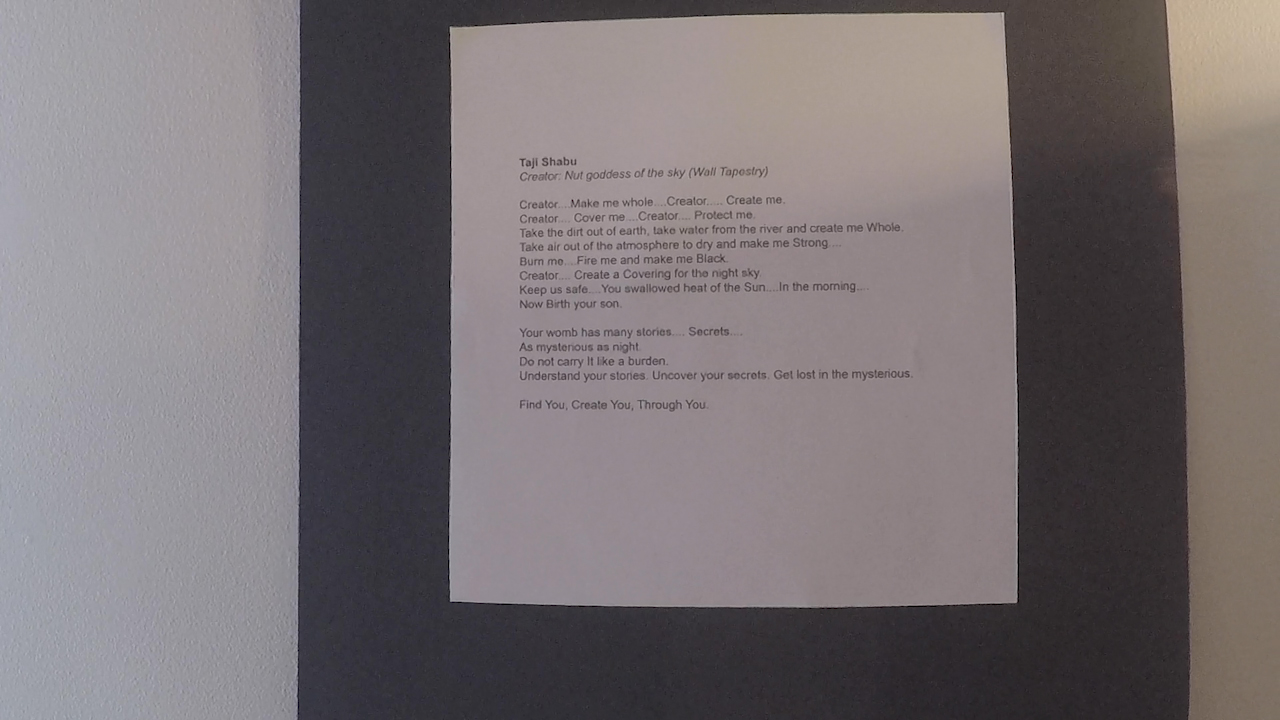 Taji Shabu
Creator: Nut goddess of the sky (Wall Tapestry)
Creator....Make me whole....Creator..... Create me.
Creator.... Cover me....Creator.... Protect me.
Take the dirt out of earth, take water from the river and create me Whole.
Take air out of the atmosphere to dry and make me Strong....
Burn me....Fire me and make me Black.
Creator.... Create a Covering for the night sky.
Keep us safe....You swallowed heat of the Sun....In the morning....
Now Birth your son.
Your womb has many stories.... Secrets....
As mysterious as night.
Do not carry It like a burden.
Understand your stories. Uncover your secrets. Get lost in the mysterious.
Find You, Create You, Through You.